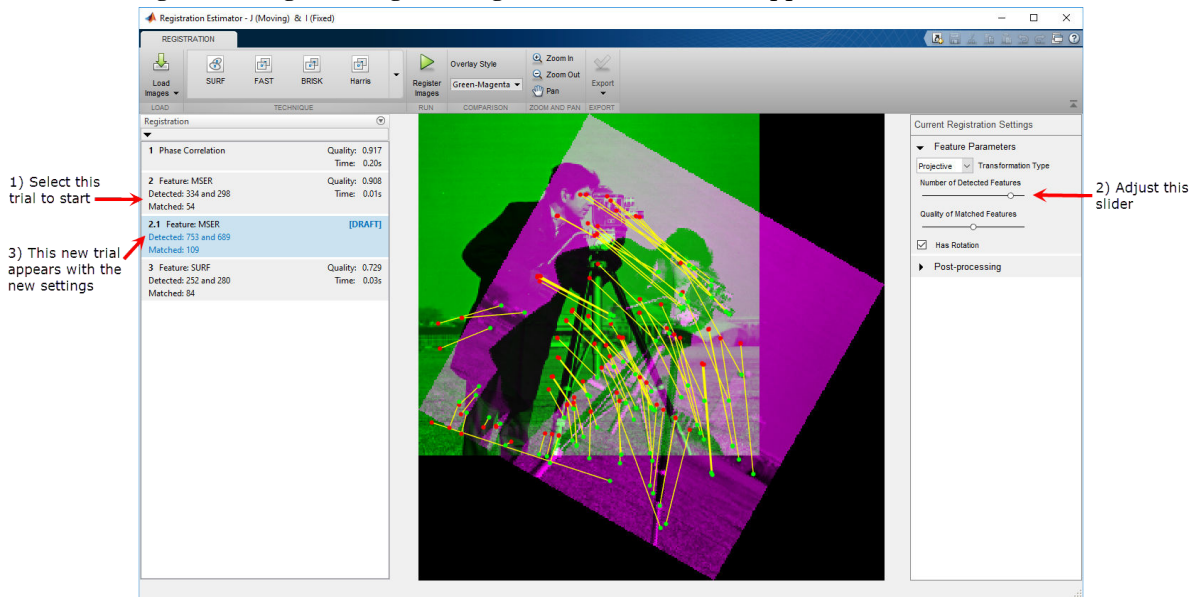 Registration Estimator - J (Moving) & I (Fixed)
REGISTRATION
Load Images
SURF
FAST
BRISK
Harris
Register Images
Overlay Style
Green-Magenta
Zoom In
Zoom Out
Pan
Export
LOAD
TECHNIQUE
RUN
COMPARISON
ZOOM AND PAN
EXPORT
Registration
1 Phase Correlation Quality: 0.917
Time: 0.20s
2 Feature: MSER Quality: 0.908
Detected: 334 and 298 Time: 0.01s
Matched: 54
2.1 Feature: MSER [DRAFT]
Detected: 753 and 689
Matched: 109
3 Feature: SURF Quality: 0.729
Detected: 252 and 280 Time: 0.03s
Matched: 84
1) Select this
trial to start
3) This new trial
appears with the
new settings
Current Registration Settings
Feature Parameters
Projective Transformation Type
Number of Detected Features
Quality of Matched Features
Has Rotation
Post-processing
2) Adjust this
slider